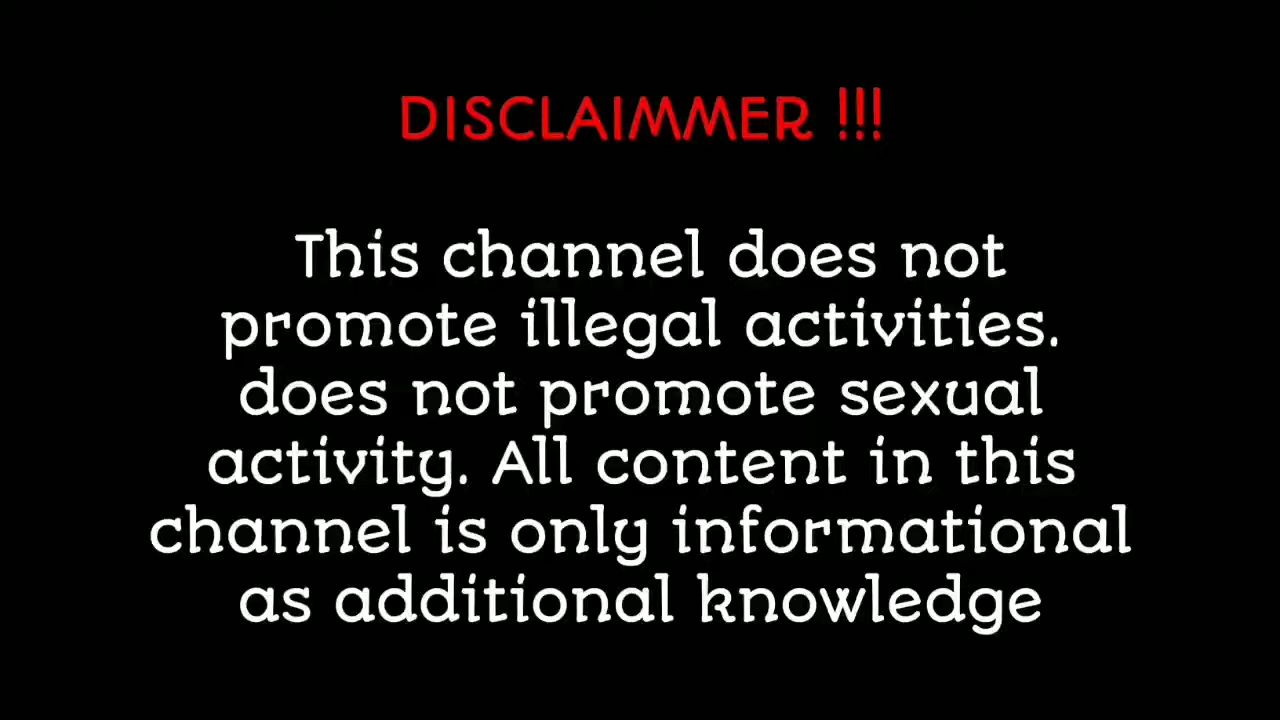 DISCLAIMMER !!!
This channel does not
promote illegal activities.
does not promote sexual
activity. All content in this
channel is only informational
as additional knowledge